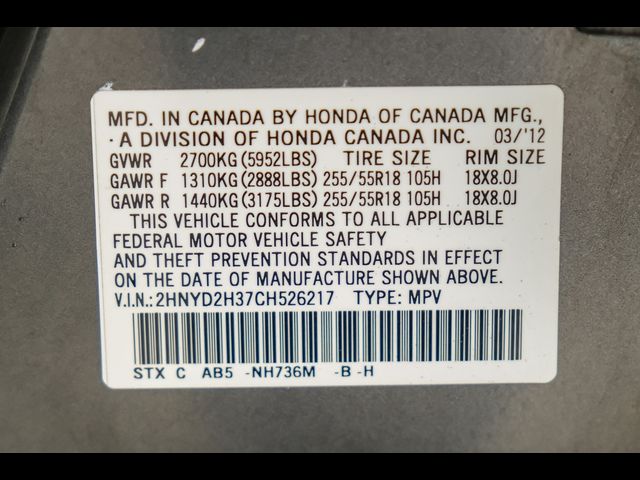 MFD. IN CANADA BY HONDA OF CANADA MFG.,
·A DIVISION OF HONDA CANADA INC. 03/'12
GVWR 2700KG(5952LBS) TIRE SIZE RIM SIZE
GAWR F 1310KG(2888LBS) 255/55R18 105H 18X8.0J
GAWR R 1440KG(3175LBS) 255/55R18 105H 18X8.0J
THIS VEHICLE CONFORMS TO ALL APPLICABLE
FEDERAL MOTOR VEHICLE SAFETY
AND THEFT PREVENTION STANDARDS IN EFFECT
ON THE DATE OF MANUFACTURE SHOWN ABOVE.
V.I.N.:2HNYD2H37CH526217 TYPE: MPV
STX C AB5 -NH736M -B -H